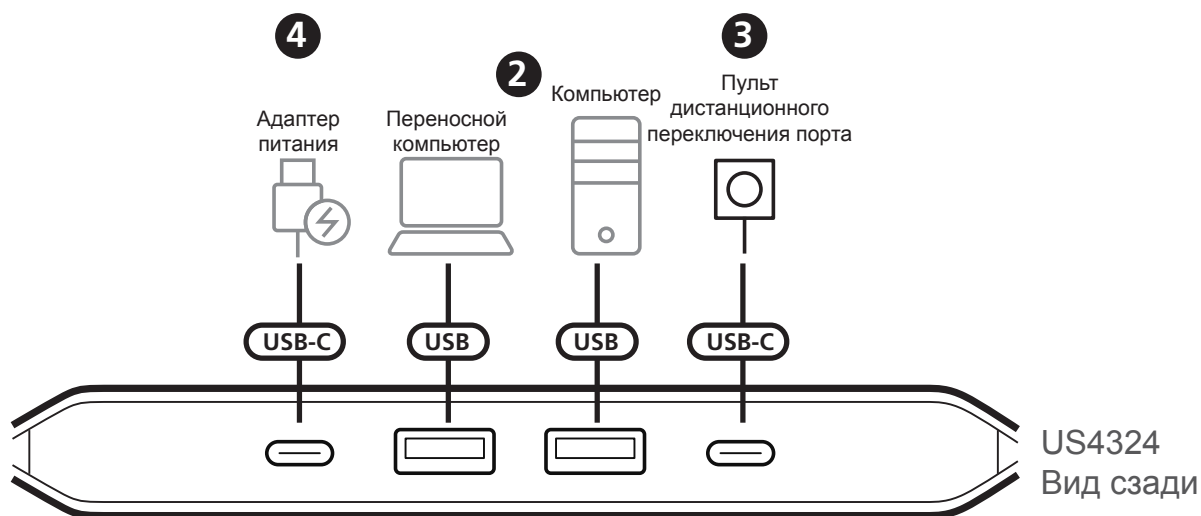 4
2
3
Адаптер
питания
Переносной
компьютер
Компьютер
Пульт
дистанционного
переключения порта
USB-C
USB
USB
USB-C
US4324
Вид сзади